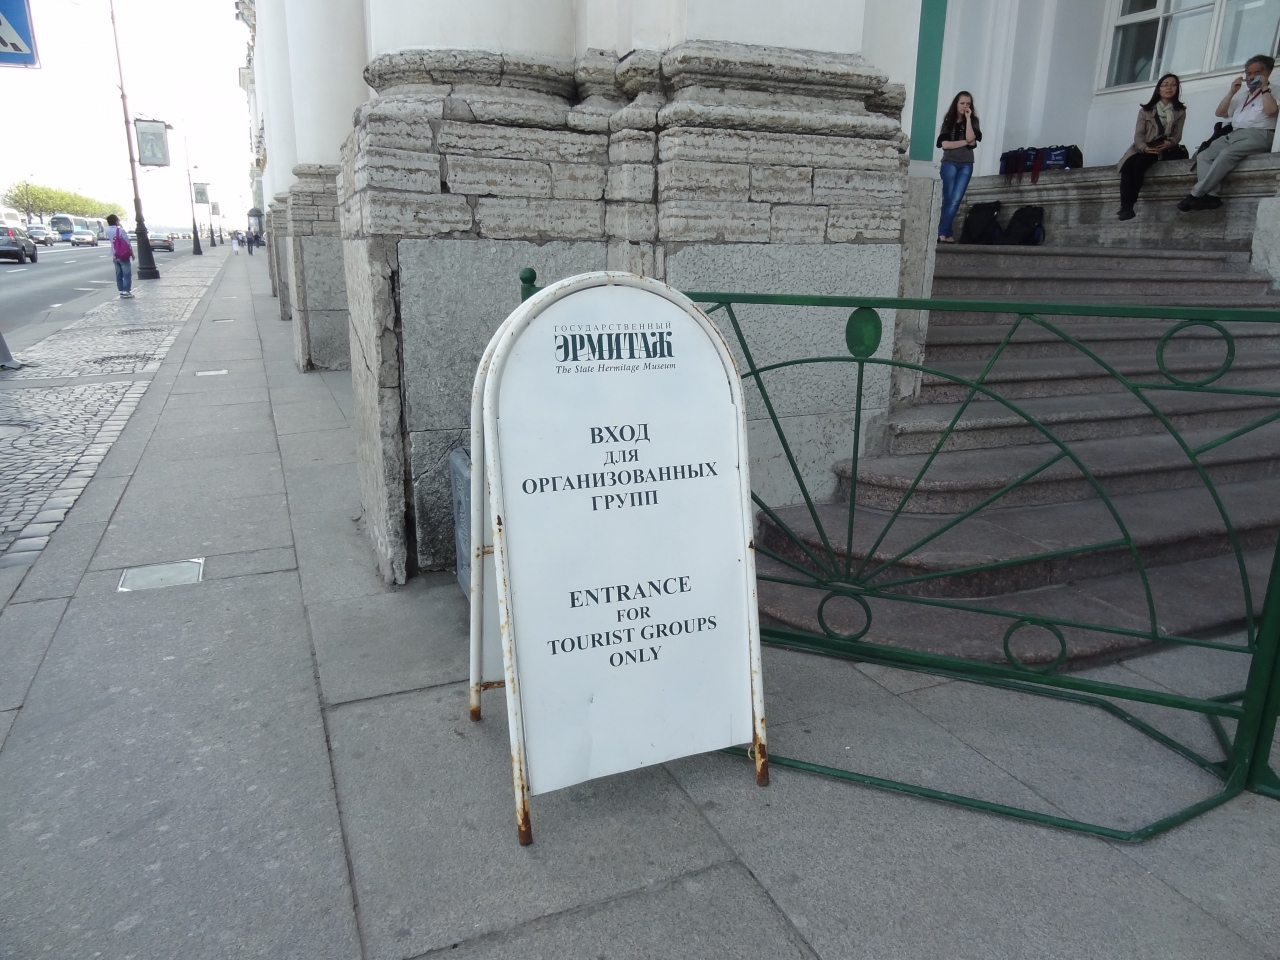 ГОСУДАРСТВЕННЫЙ
ЭРМИТАЖ
The State Hermitage Museum
ВХОД
ДЛЯ
ОРГАНИЗОВАННЫХ
ГРУПП
ENTRANCE
FOR
TOURIST GROUPS
ONLY